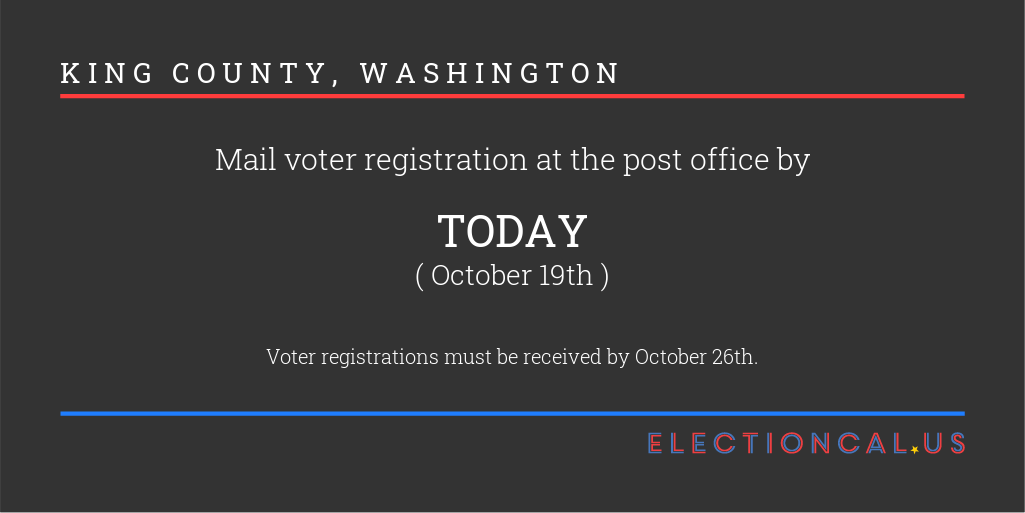 KING COUNTY, WASHINGTON
Mail voter registration at the post office by
TODAY
( October 19th )
Voter registrations must be received by October 26th.
ELECTIONCAL.US